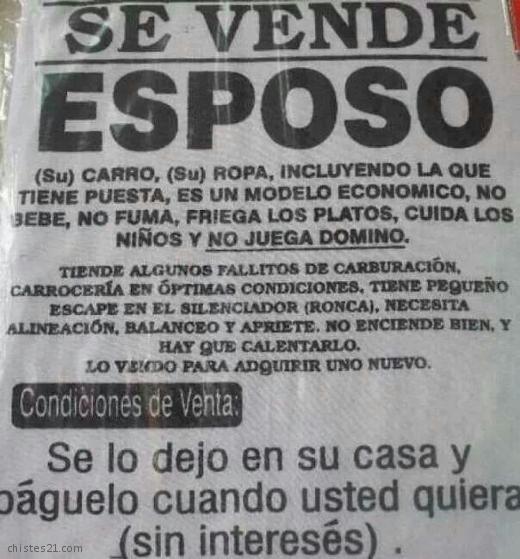 SE VENDE
ESPOSO
(Su) CARRO, (Su) ROPA, INCLUYENDO LA QUE
TIENE PUESTA, ES UN MODELO ECONOMICO, NO
BEBE, NO FUMA, FRIEGA LOS PLATOS, CUIDA LOS
NIÑOS Y NO JUEGA DOMINO.
TIENDE ALGUNOS FALLITOS DE CARBURACIÓN,
CARROCERÍA EN ÓPTIMAS CONDICIONES, TIENE PEQUEÑO
ESCAPE EN EL SILENCIADOR (RONCA), NECESITA
ALINEACIÓN, BALANCEO Y APRIETE. NO ENCIENDE BIEN, Y
HAY QUE CALENTARLO.
LO VENDO PARA ADQUIRIR UNO NUEVO.
Condiciones de Venta:
Se lo dejo en su casa y
páguelo cuando usted quiera
(sin interesés) .
chistes21.com